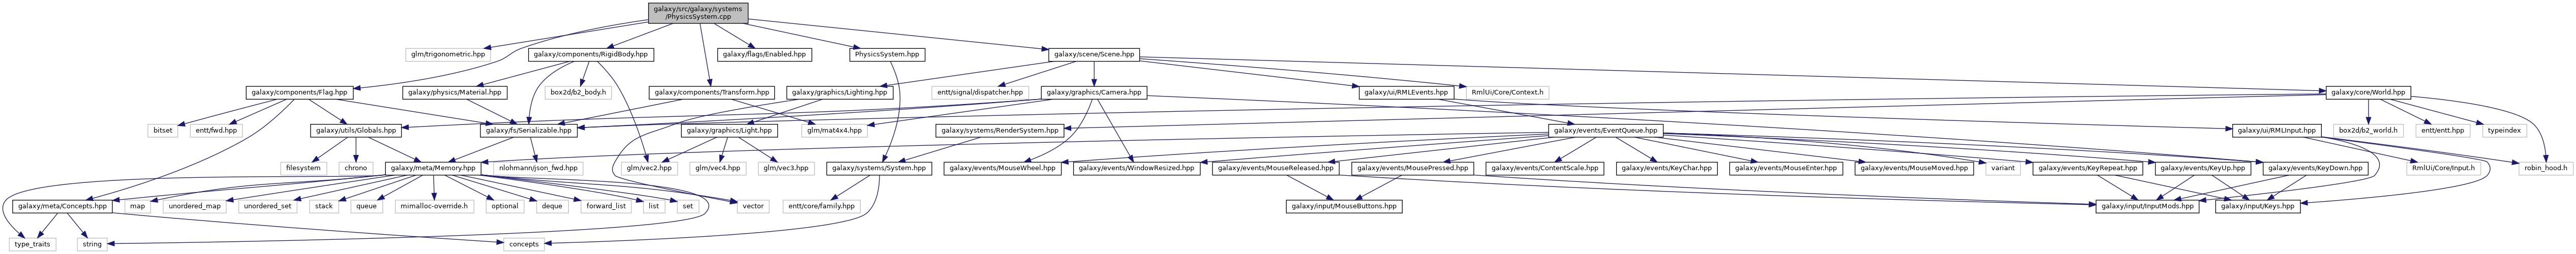 galaxy/src/galaxy/systems
/PhysicsSystem.cpp
glm/trigonometric.hpp
galaxy/components/RigidBody.hpp
galaxy/flags/Enabled.hpp
PhysicsSystem.hpp
galaxy/scene/Scene.hpp
galaxy/components/Flag.hpp
galaxy/physics/Material.hpp
box2d/b2_body.h
galaxy/components/Transform.hpp
galaxy/graphics/Lighting.hpp
entt/signal/dispatcher.hpp
galaxy/graphics/Camera.hpp
galaxy/ui/RMLEvents.hpp
RmlUi/Core/Context.h
galaxy/core/World.hpp
bitset
entt/fwd.hpp
galaxy/utils/Globals.hpp
galaxy/fs/Serializable.hpp
galaxy/graphics/Light.hpp
glm/mat4x4.hpp
galaxy/systems/RenderSystem.hpp
galaxy/events/EventQueue.hpp
galaxy/ui/RMLInput.hpp
box2d/b2_world.h
entt/entt.hpp
typeindex
filesystem
chrono
galaxy/meta/Memory.hpp
nlohmann/json_fwd.hpp
glm/vec2.hpp
glm/vec4.hpp
glm/vec3.hpp
galaxy/systems/System.hpp
galaxy/events/MouseWheel.hpp
galaxy/events/WindowResized.hpp
galaxy/events/MouseReleased.hpp
galaxy/events/MousePressed.hpp
galaxy/events/ContentScale.hpp
galaxy/events/KeyChar.hpp
galaxy/events/MouseEnter.hpp
galaxy/events/MouseMoved.hpp
variant
galaxy/events/KeyRepeat.hpp
galaxy/events/KeyUp.hpp
galaxy/events/KeyDown.hpp
RmlUi/Core/Input.h
robin_hood.h
galaxy/meta/Concepts.hpp
map
unordered_map
unordered_set
stack
queue
mimalloc-override.h
optional
deque
forward_list
list
set
vector
entt/core/family.hpp
galaxy/input/MouseButtons.hpp
galaxy/input/InputMods.hpp
galaxy/input/Keys.hpp
type_traits
string
concepts